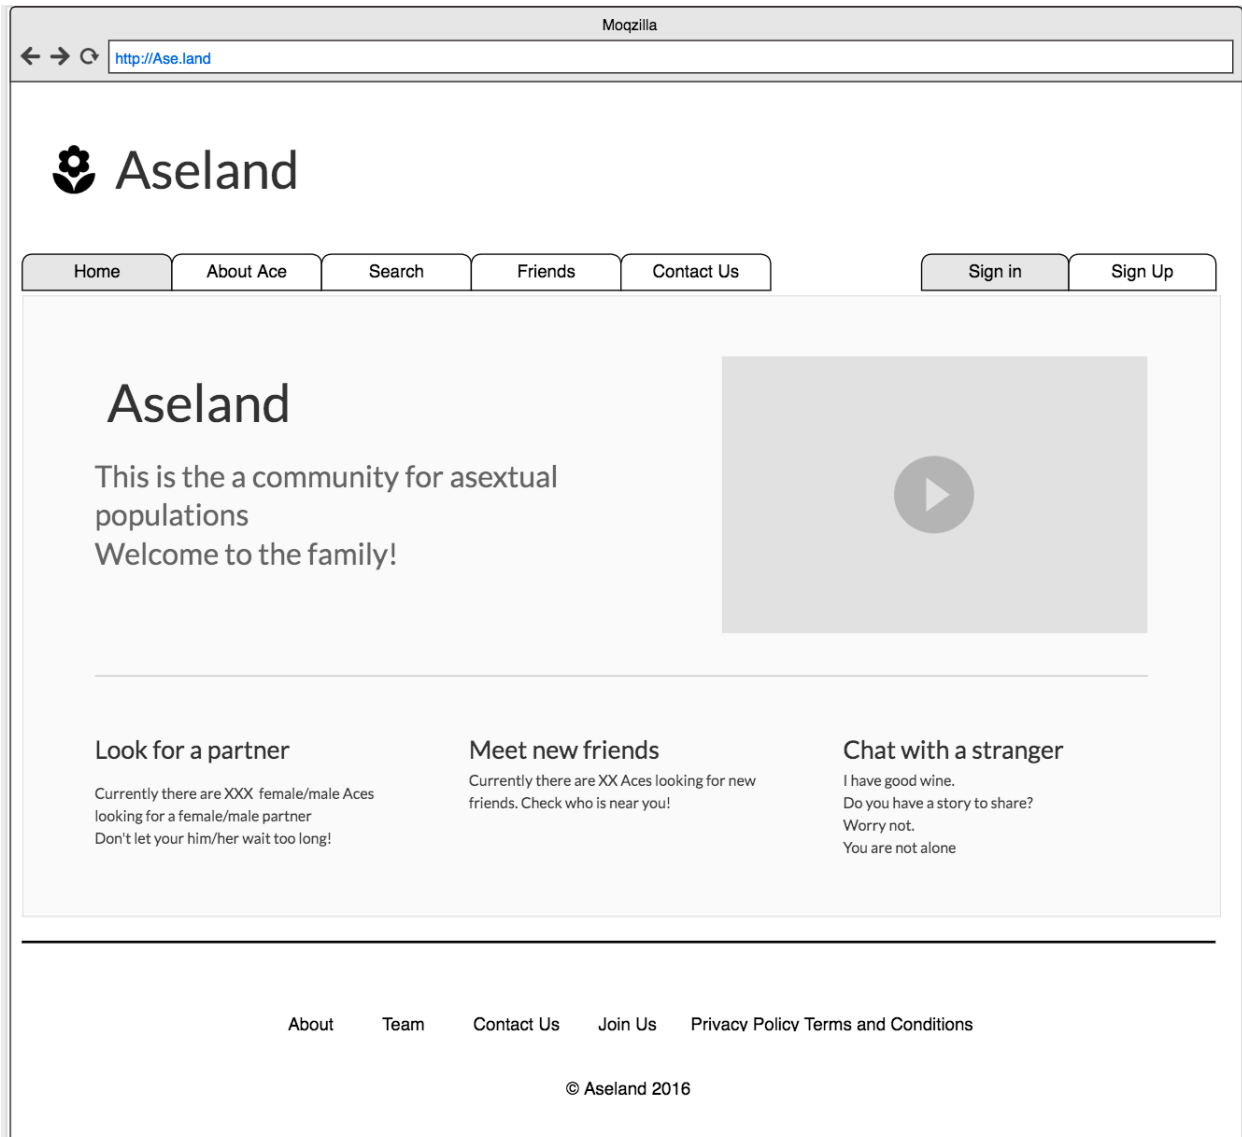 Moqzilla
http://Ase.land
Aseland
Home About Ace Search Friends Contact Us Sign in Sign Up
Aseland
This is the a community for asextual
populations
Welcome to the family!
Look for a partner
Currently there are XXX female/male Aces
looking for a female/male partner
Don't let your him/her wait too long!
Meet new friends
Currently there are XX Aces looking for new
friends. Check who is near you!
Chat with a stranger
I have good wine.
Do you have a story to share?
Worry not.
You are not alone
About Team Contact Us Join Us Privacy Policy Terms and Conditions
© Aseland 2016